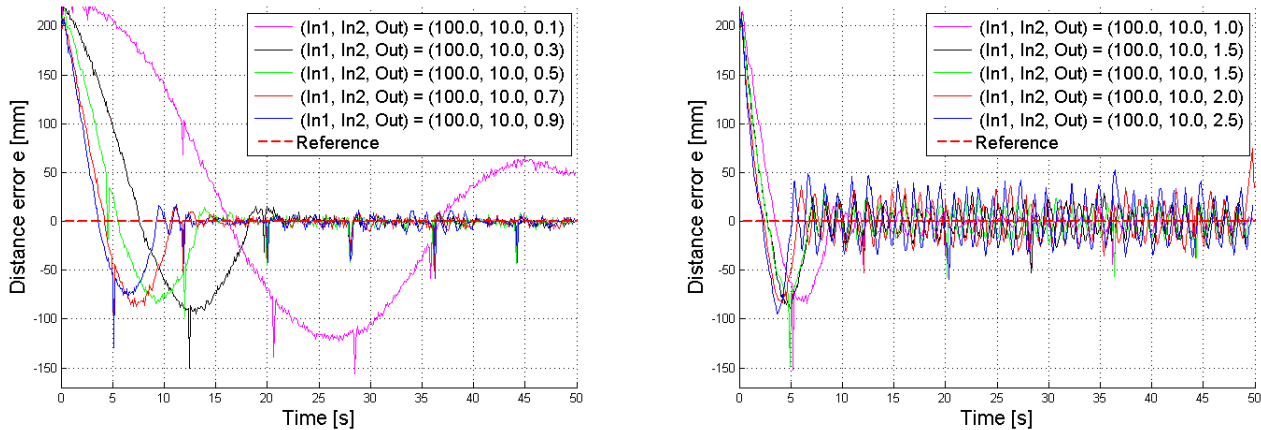 200
150
100
50
0
-50
-100
-150
Distance error e [mm]
0 5 10 15 20 25 30 35 40 45 50
Time [s]
(In1, In2, Out) = (100.0, 10.0, 0.1)
(In1, In2, Out) = (100.0, 10.0, 0.3)
(In1, In2, Out) = (100.0, 10.0, 0.5)
(In1, In2, Out) = (100.0, 10.0, 0.7)
(In1, In2, Out) = (100.0, 10.0, 0.9)
Reference
200
150
100
50
0
-50
-100
-150
Distance error e [mm]
0 5 10 15 20 25 30 35 40 45 50
Time [s]
(In1, In2, Out) = (100.0, 10.0, 1.0)
(In1, In2, Out) = (100.0, 10.0, 1.5)
(In1, In2, Out) = (100.0, 10.0, 1.5)
(In1, In2, Out) = (100.0, 10.0, 2.0)
(In1, In2, Out) = (100.0, 10.0, 2.5)
Reference